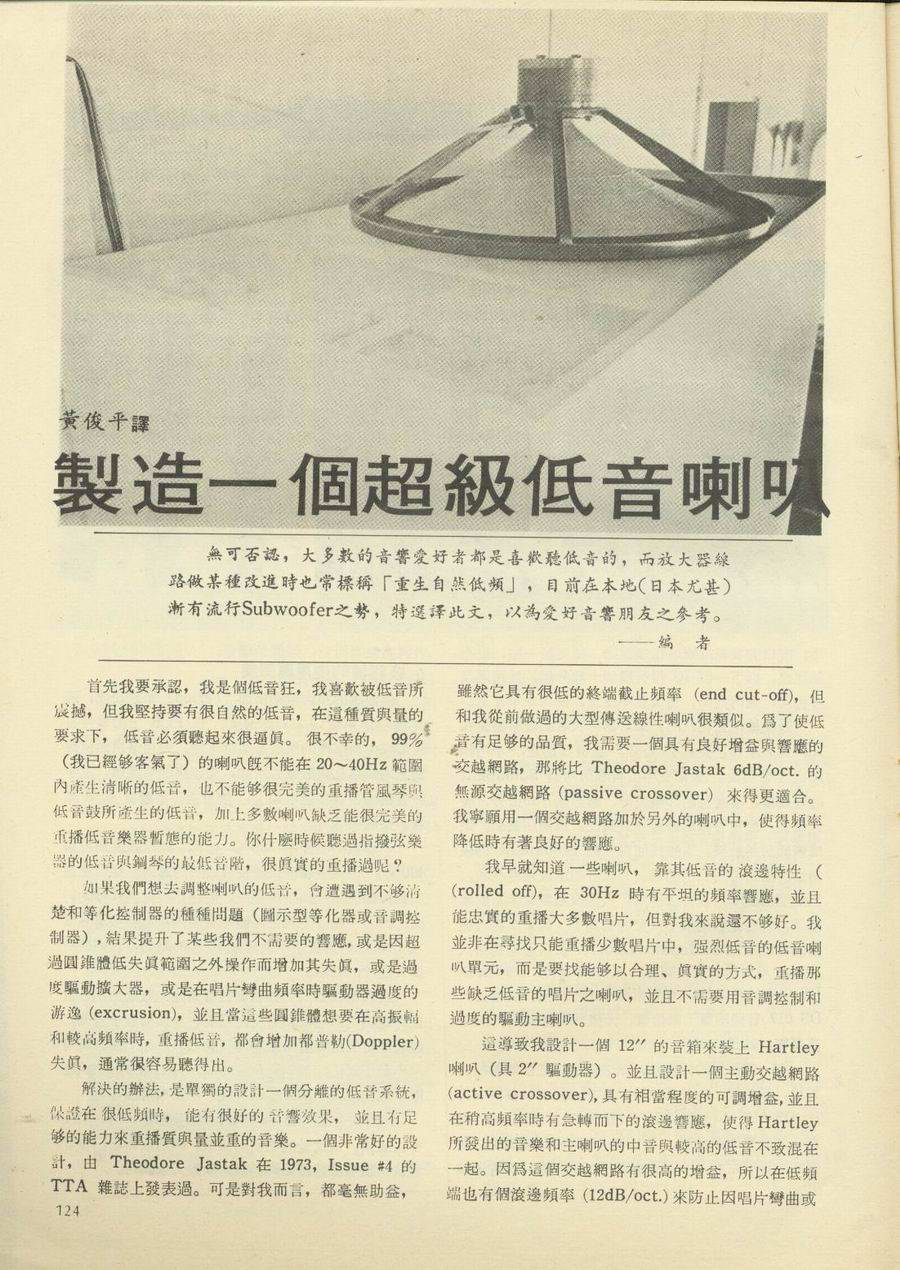 黃俊平譯
製造一個超級低音喇叭
無可否認，大多數的音響愛好者都是喜歡聽低音的，而放大器線
路做某種改進時也常標稱「重生自然低頻」，目前在本地(日本尤甚)
漸有流行Subwoofer之勢，特選譯此文，以為愛好音響朋友之參考。
——編 者
首先我要承認，我是個低音狂，我喜歡被低音所
震撼，但我堅持要有很自然的低音，在這種質與量的
要求下， 低音必須聽起來很逼眞。 很不幸的， 99%
（我已經够客氣了）的喇叭旣不能在 20～40Hz 範圍
內產生清晰的低音，也不能够很完美的重播管風琴與
低音鼓所產生的低音，加上多數喇叭缺乏能很完美的
重播低音樂器暫態的能力。你什麼時候聽過指撥弦樂
器的低音與鋼琴的最低音階，很眞實的重播過呢？
如果我們想去調整喇叭的低音，會遭遇到不够清
楚和等化控制器的種種問題（圖示型等化器或音調控
制器）,結果提升了某些我們不需要的響應,或是因超
過圓錐體低失眞範圍之外操作而增加其失眞，或是過
度驅動擴大器，或是在唱片彎曲頻率時驅動器過度的
游逸 (excrusion)，並且當這些圓錐體想要在高振幅
和較高頻率時，重播低音，都會增加都普勒(Doppler)
失眞，通常很容易聽得出。
解決的辦法,是單獨的設計一個分離的低音系統，
保證在 很低頻時， 能有很好的 音響效果， 並且有足
够的能力來重播質與量並重的音樂。一個非常好的設
計，由 Theodore Jastak 在 1973，Issue #4 的
TTA 雜誌上發表過。可是對我而言，都毫無助益，
124
雖然它具有很低的終端截止頻率 (end cut-off)，但
和我從前做過的大型傳送線性喇叭很類似。爲了使低
音有足够的品質，我需要一個具有良好增益與響應的
交越網路，那將比 Theodore Jastak 6dB/oct. 的
無源交越網路 (passive crossover) 來得更適合。
我寧願用一個交越網路加於另外的喇叭中，使得頻率
降低時有著良好的響應。
我早就知道 一些喇叭， 靠其低音的 滾邊特性 （
(rolled off)，在 30Hz 時有平坦的頻率響應，並且
能忠實的重播大多數唱片，但對我來說還不够好。我
並非在尋找只能重播少數唱片中，强烈低音的低音喇
叭單元，而是要找能够以合理、眞實的方式，重播那
些缺乏低音的唱片之喇叭，並且不需要用音調控制和
過度的驅動主喇叭。
這導致我設計一個 12″ 的音箱來裝上 Hartley
喇叭（具 2″ 驅動器）。並且設計一個主動交越網路
(active crossover)，具有相當程度的可調增益,並且
在稍高頻率時有急轉而下的滾邊響應，使得 Hartley
所發出的音樂和主喇叭的中音與較高的低音不致混在
一起。因爲這個交越網路有很高的增益，所以在低頻
端也有個滾邊頻率 (12dB/oct.) 來防止因唱片彎曲或